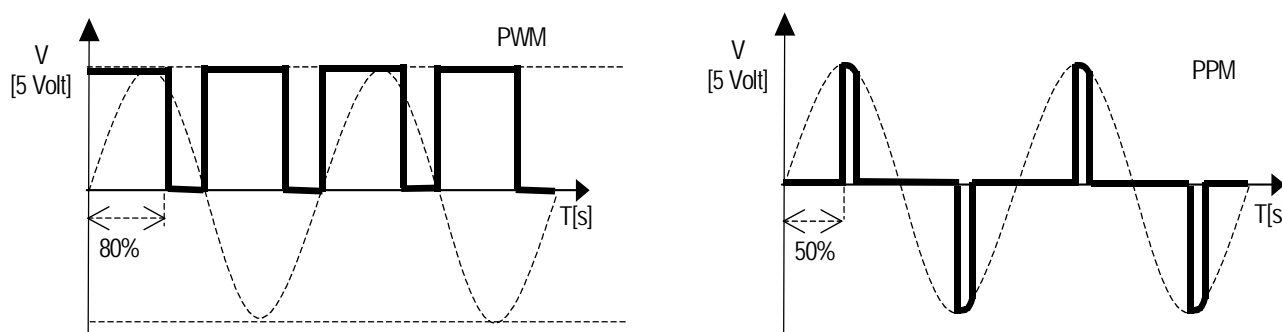 V
[5 Volt]
PWM
T[s]
80%
V
[5 Volt]
PPM
T[s
50%